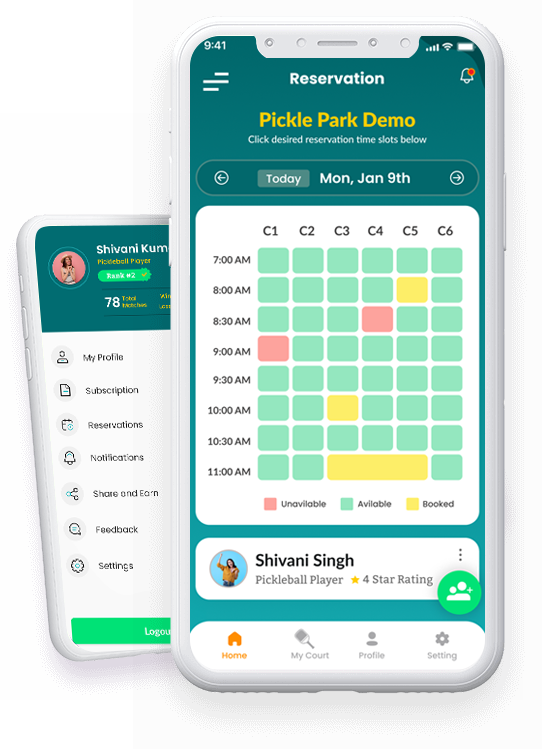 9:41
Reservation
Pickle Park Demo
Click desired reservation time slots below
Today Mon, Jan 9th
C1 C2 C3 C4 C5 C6
7:00 AM
8:00 AM
8:30 AM
9:00 AM
9:30 AM
10:00 AM
10:30 AM
11:00 AM
Unavilable Avilable Booked
Shivani Singh
Pickleball Player 4 Star Rating
Home My Court Profile Setting
Shivani Kum
Pickleball Player
Rank #2
78 Total Matches
My Profile
Subscription
Reservations
Notifications
Share and Earn
Feedback
Settings
Logou